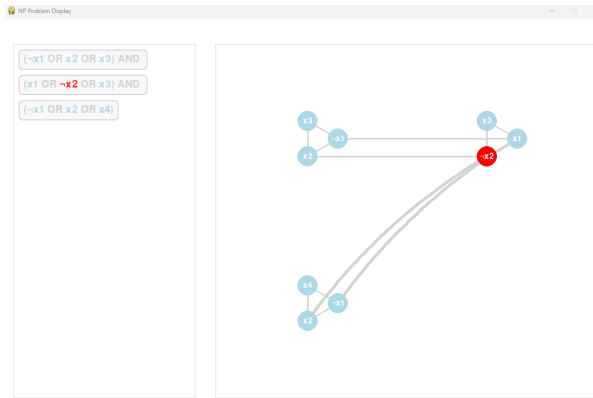 NP Problem Display
(¬x1 OR x2 OR x3) AND
(x1 OR ¬x2 OR x3) AND
(¬x1 OR x2 OR x4)
x3
x3
¬x1
x1
x2
¬x2
x4
¬x1
x2